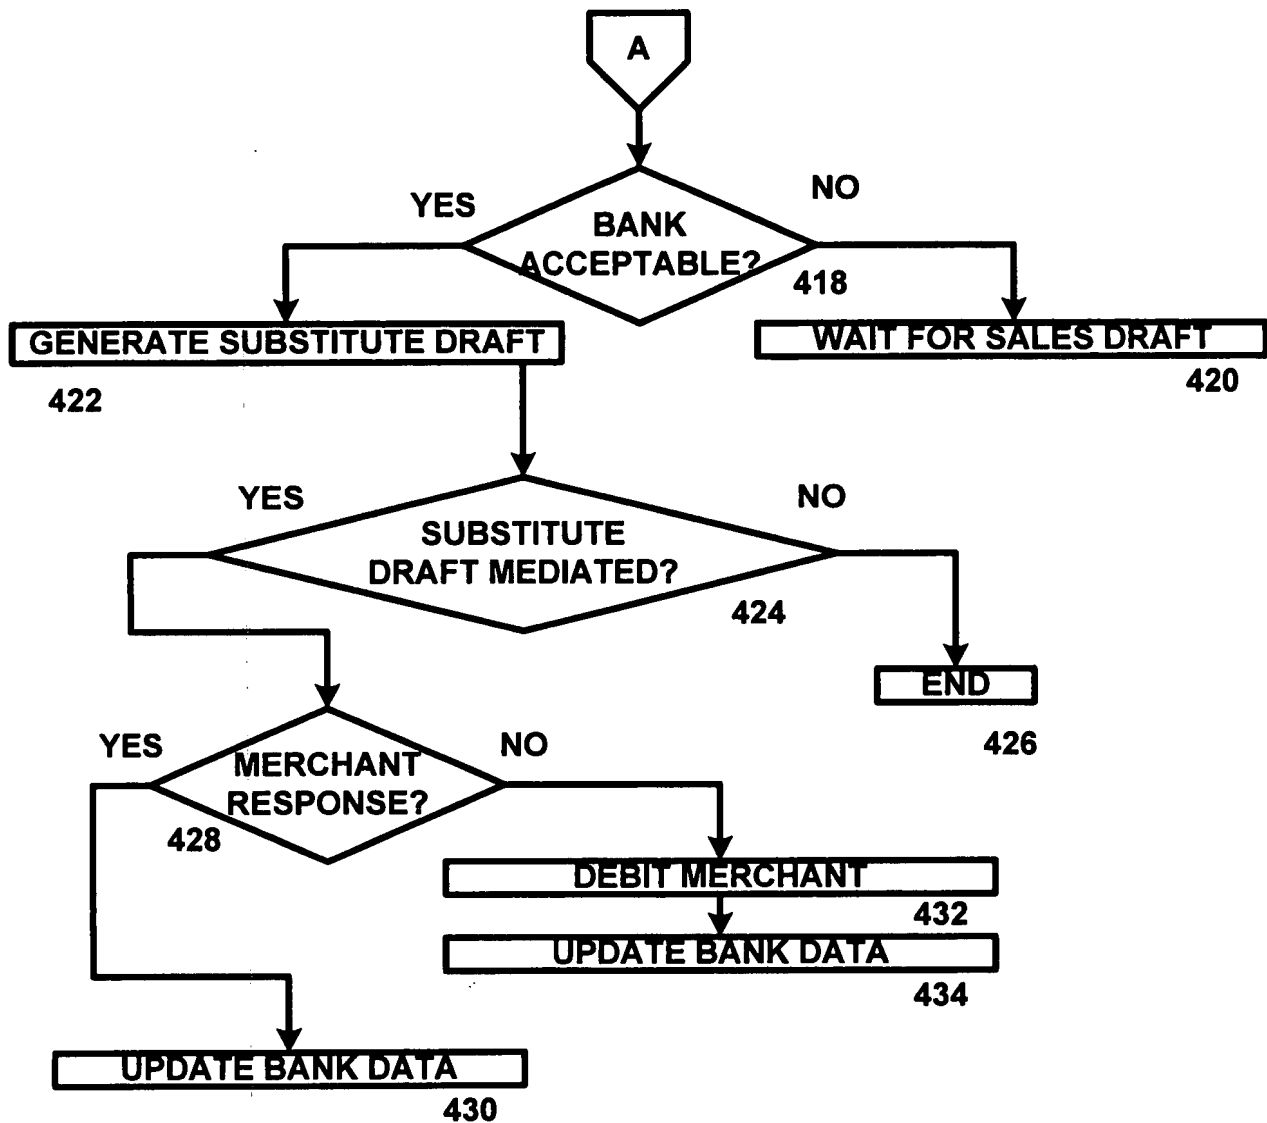 A
YES
NO
BANK
ACCEPTABLE?
418
GENERATE SUBSTITUTE DRAFT
WAIT FOR SALES DRAFT
422
420
YES
NO
SUBSTITUTE
DRAFT MEDIATED?
424
END
426
YES
NO
MERCHANT
RESPONSE?
428
DEBIT MERCHANT
432
UPDATE BANK DATA
434
UPDATE BANK DATA
430